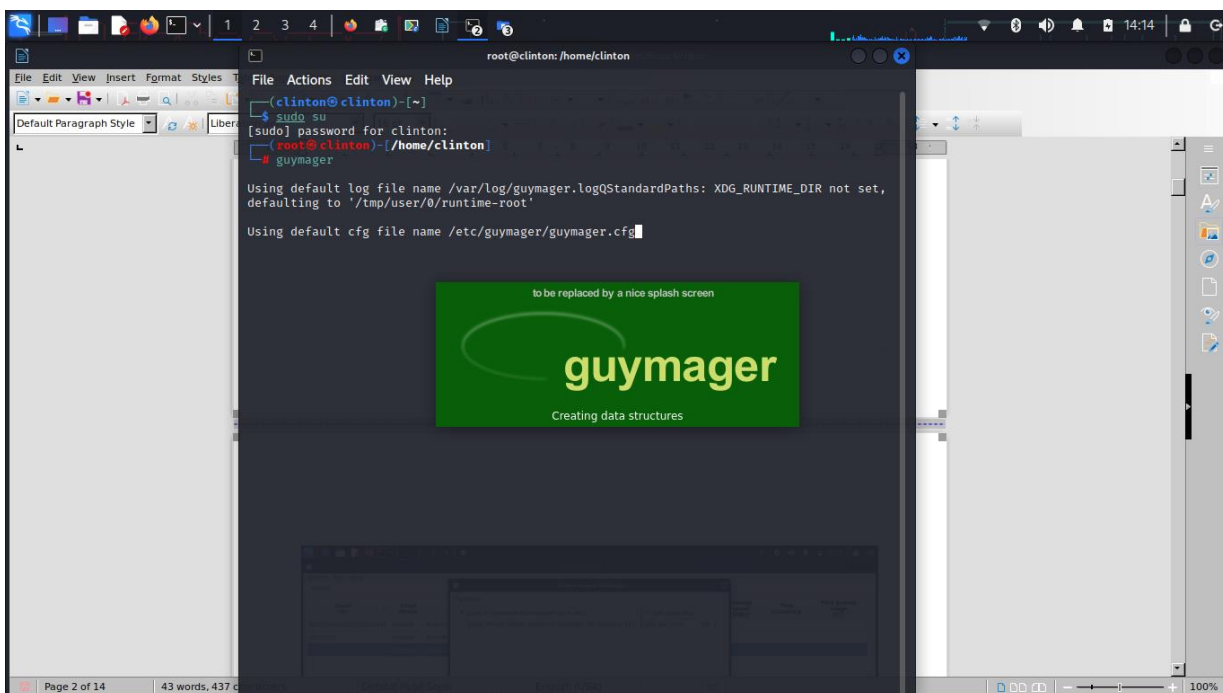 1 2 3 4 14:14
root@clinton: /home/clinton
File Edit View Insert Format Styles T
File Actions Edit View Help
Default Paragraph Style Libera
(clinton㉿clinton)-[~]
$ sudo su
[sudo] password for clinton:
(root㉿clinton)-[/home/clinton]
# guymager
Using default log file name /var/log/guymager.logQStandardPaths: XDG_RUNTIME_DIR not set,
defaulting to '/tmp/user/0/runtime-root'
Using default cfg file name /etc/guymager/guymager.cfg
to be replaced by a nice splash screen
guymager
Creating data structures
Page 2 of 14 43 words, 437 c 100%